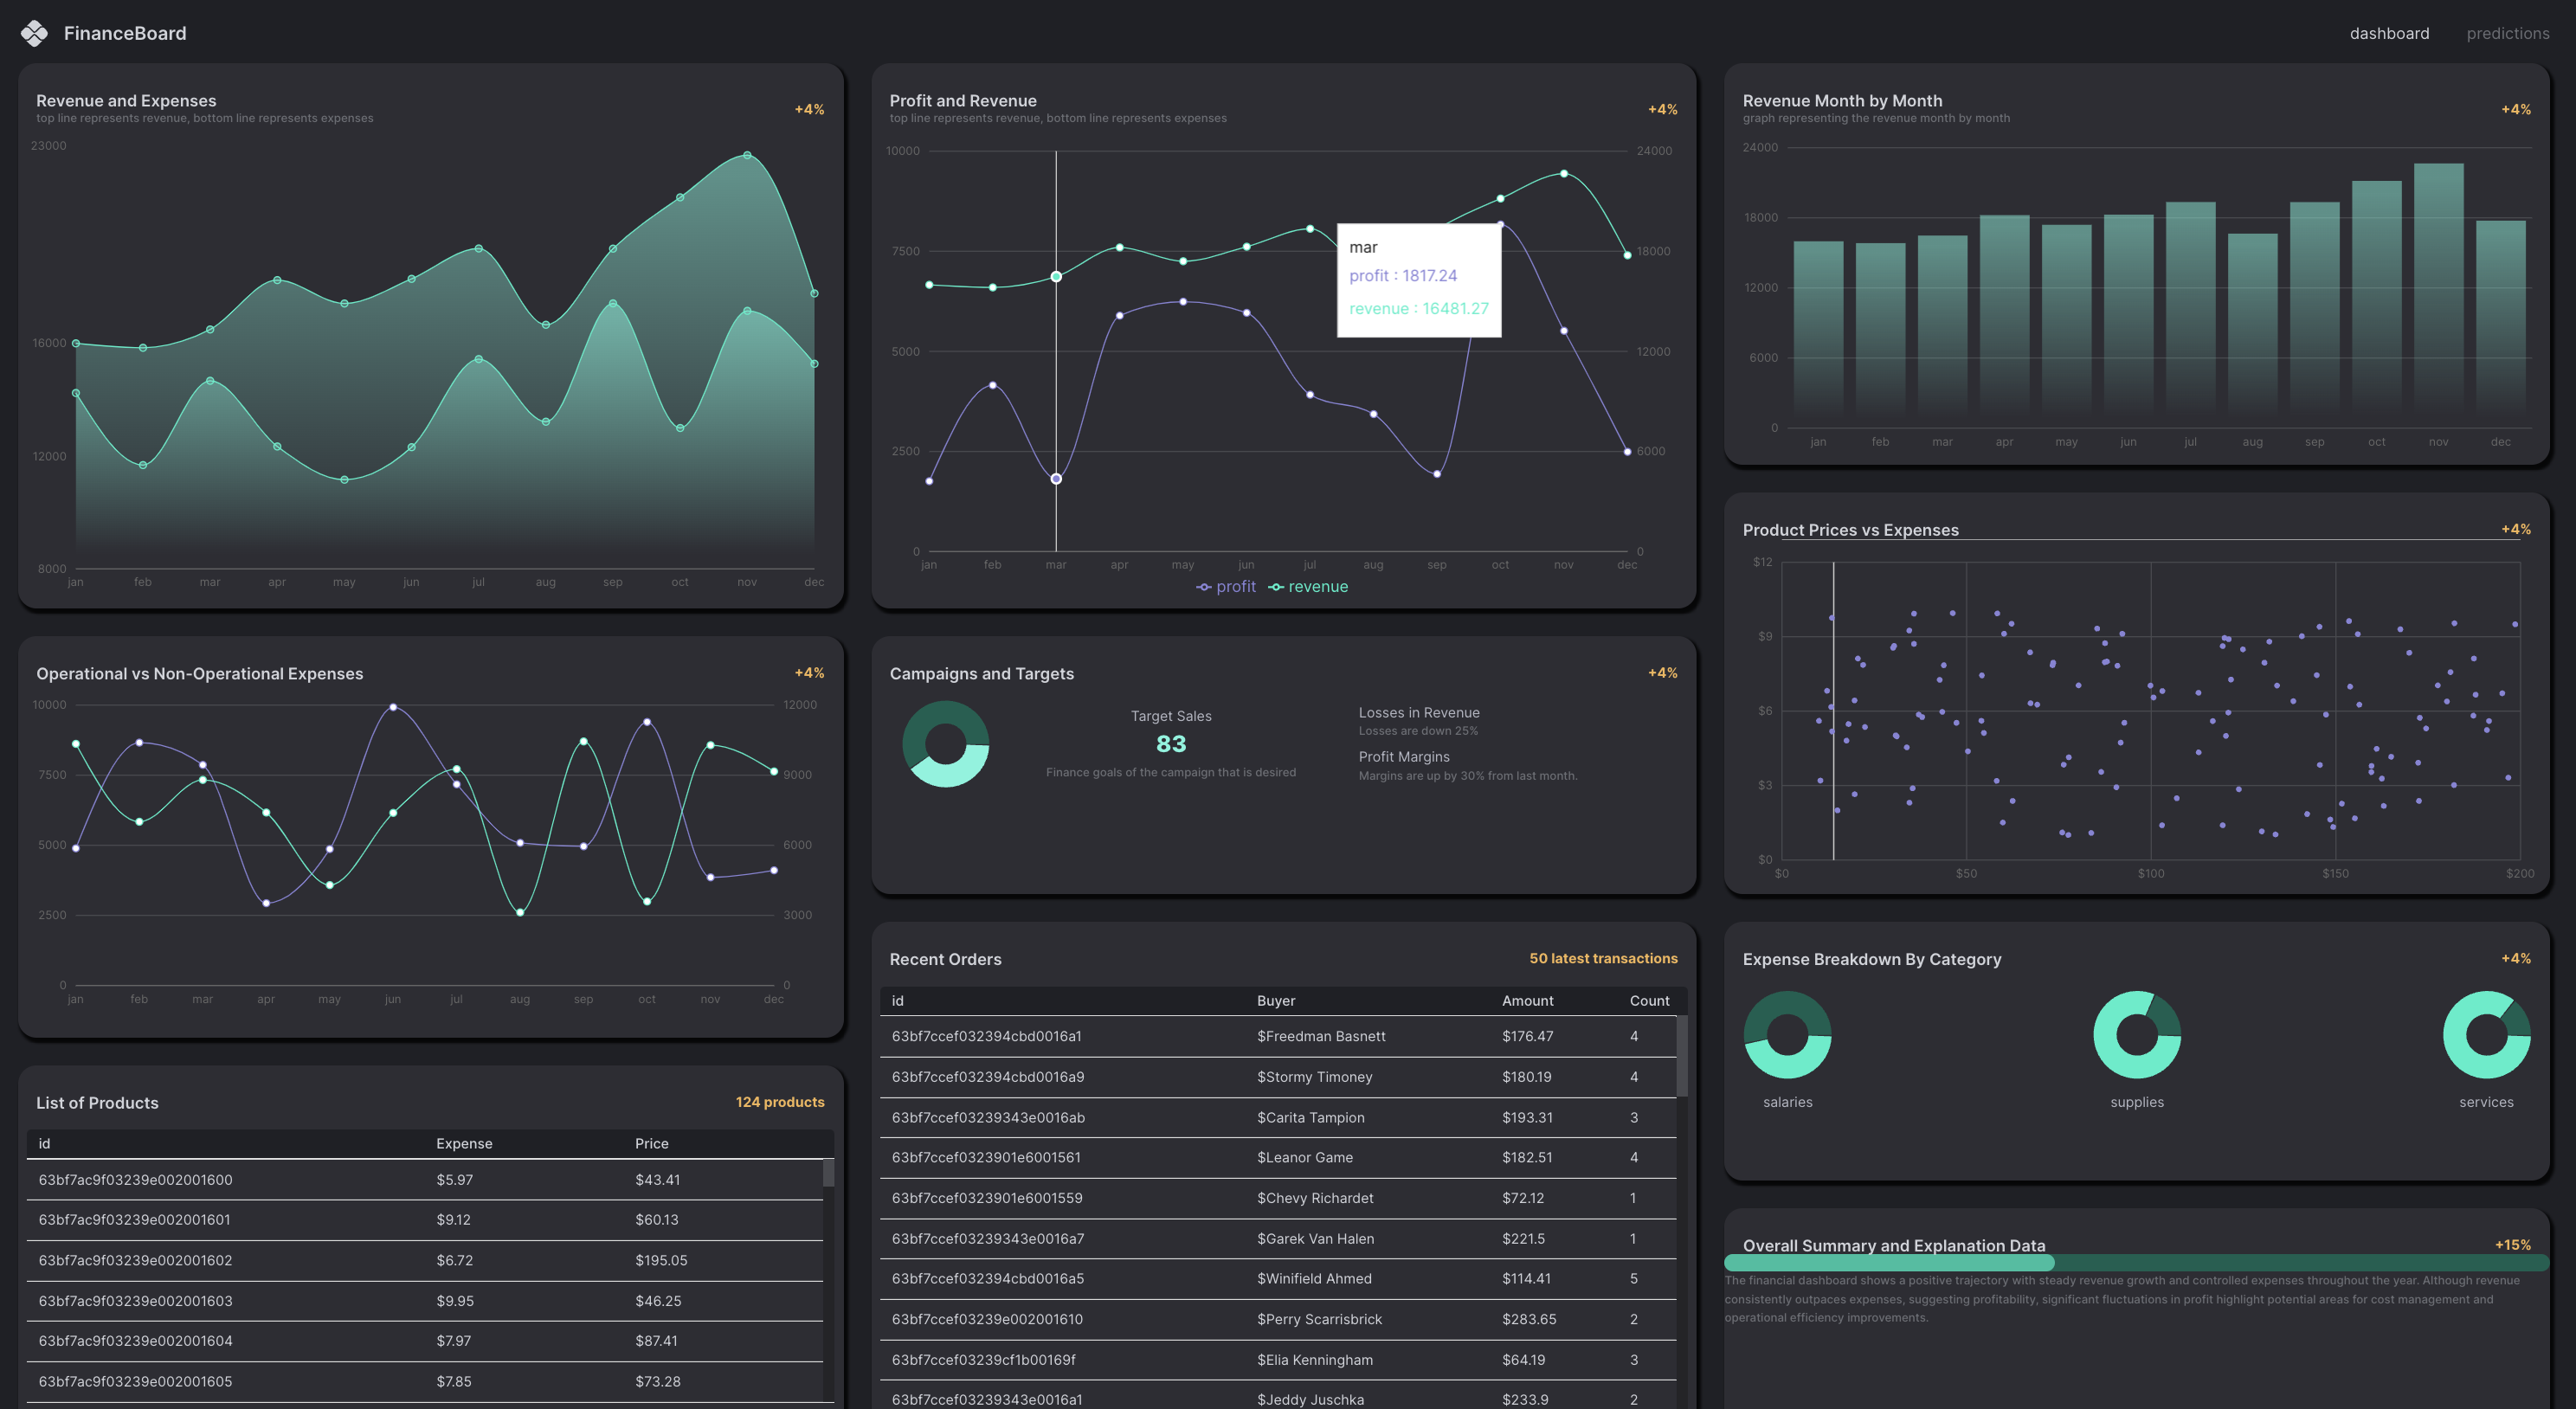 FinanceBoard
dashboard predictions
Revenue and Expenses
top line represents revenue, bottom line represents expenses
+4%
23000
16000
12000
8000
jan feb mar apr may jun jul aug sep oct nov dec
Profit and Revenue
top line represents revenue, bottom line represents expenses
+4%
10000 24000
7500 18000
5000 12000
2500 6000
0 0
mar
profit : 1817.24
revenue : 16481.27
jan feb mar apr may jun jul aug sep oct nov dec
profit revenue
Revenue Month by Month
graph representing the revenue month by month
+4%
24000
18000
12000
6000
0
jan feb mar apr may jun jul aug sep oct nov dec
Operational vs Non-Operational Expenses
+4%
10000 12000
7500 9000
5000 6000
2500 3000
0 0
jan feb mar apr may jun jul aug sep oct nov dec
Campaigns and Targets
+4%
Target Sales
83
Finance goals of the campaign that is desired
Losses in Revenue
Losses are down 25%
Profit Margins
Margins are up by 30% from last month.
Product Prices vs Expenses
+4%
$12
$9
$6
$3
$0
$0 $50 $100 $150 $200
List of Products
124 products
id Expense Price
63bf7ac9f03239e002001600 $5.97 $43.41
63bf7ac9f03239e002001601 $9.12 $60.13
63bf7ac9f03239e002001602 $6.72 $195.05
63bf7ac9f03239e002001603 $9.95 $46.25
63bf7ac9f03239e002001604 $7.97 $87.41
63bf7ac9f03239e002001605 $7.85 $73.28
Recent Orders
50 latest transactions
id Buyer Amount Count
63bf7ccef032394cbd0016a1 $Freedman Basnett $176.47 4
63bf7ccef032394cbd0016a9 $Stormy Timoney $180.19 4
63bf7ccef03239343e0016ab $Carita Tampion $193.31 3
63bf7ccef0323901e6001561 $Leanor Game $182.51 4
63bf7ccef0323901e6001559 $Chevy Richardet $72.12 1
63bf7ccef03239343e0016a7 $Garek Van Halen $221.5 1
63bf7ccef032394cbd0016a5 $Winifield Ahmed $114.41 5
63bf7ccef03239e002001610 $Perry Scarrisbrick $283.65 2
63bf7ccef03239cf1b00169f $Elia Kenningham $64.19 3
63bf7ccef03239343e0016a1 $Jeddy Juschka $233.9 2
Expense Breakdown By Category
+4%
salaries supplies services
Overall Summary and Explanation Data
+15%
The financial dashboard shows a positive trajectory with steady revenue growth and controlled expenses throughout the year. Although revenue
consistently outpaces expenses, suggesting profitability, significant fluctuations in profit highlight potential areas for cost management and
operational efficiency improvements.